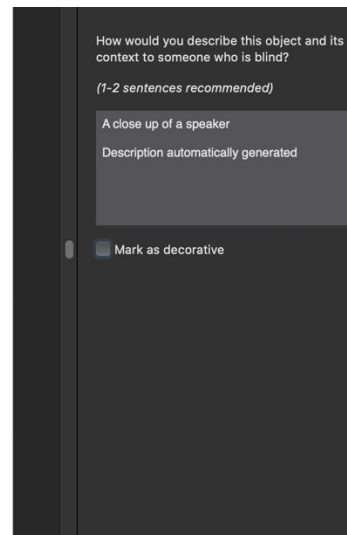 How would you describe this object and its
context to someone who is blind?
(1-2 sentences recommended)
A close up of a speaker
Description automatically generated
Mark as decorative